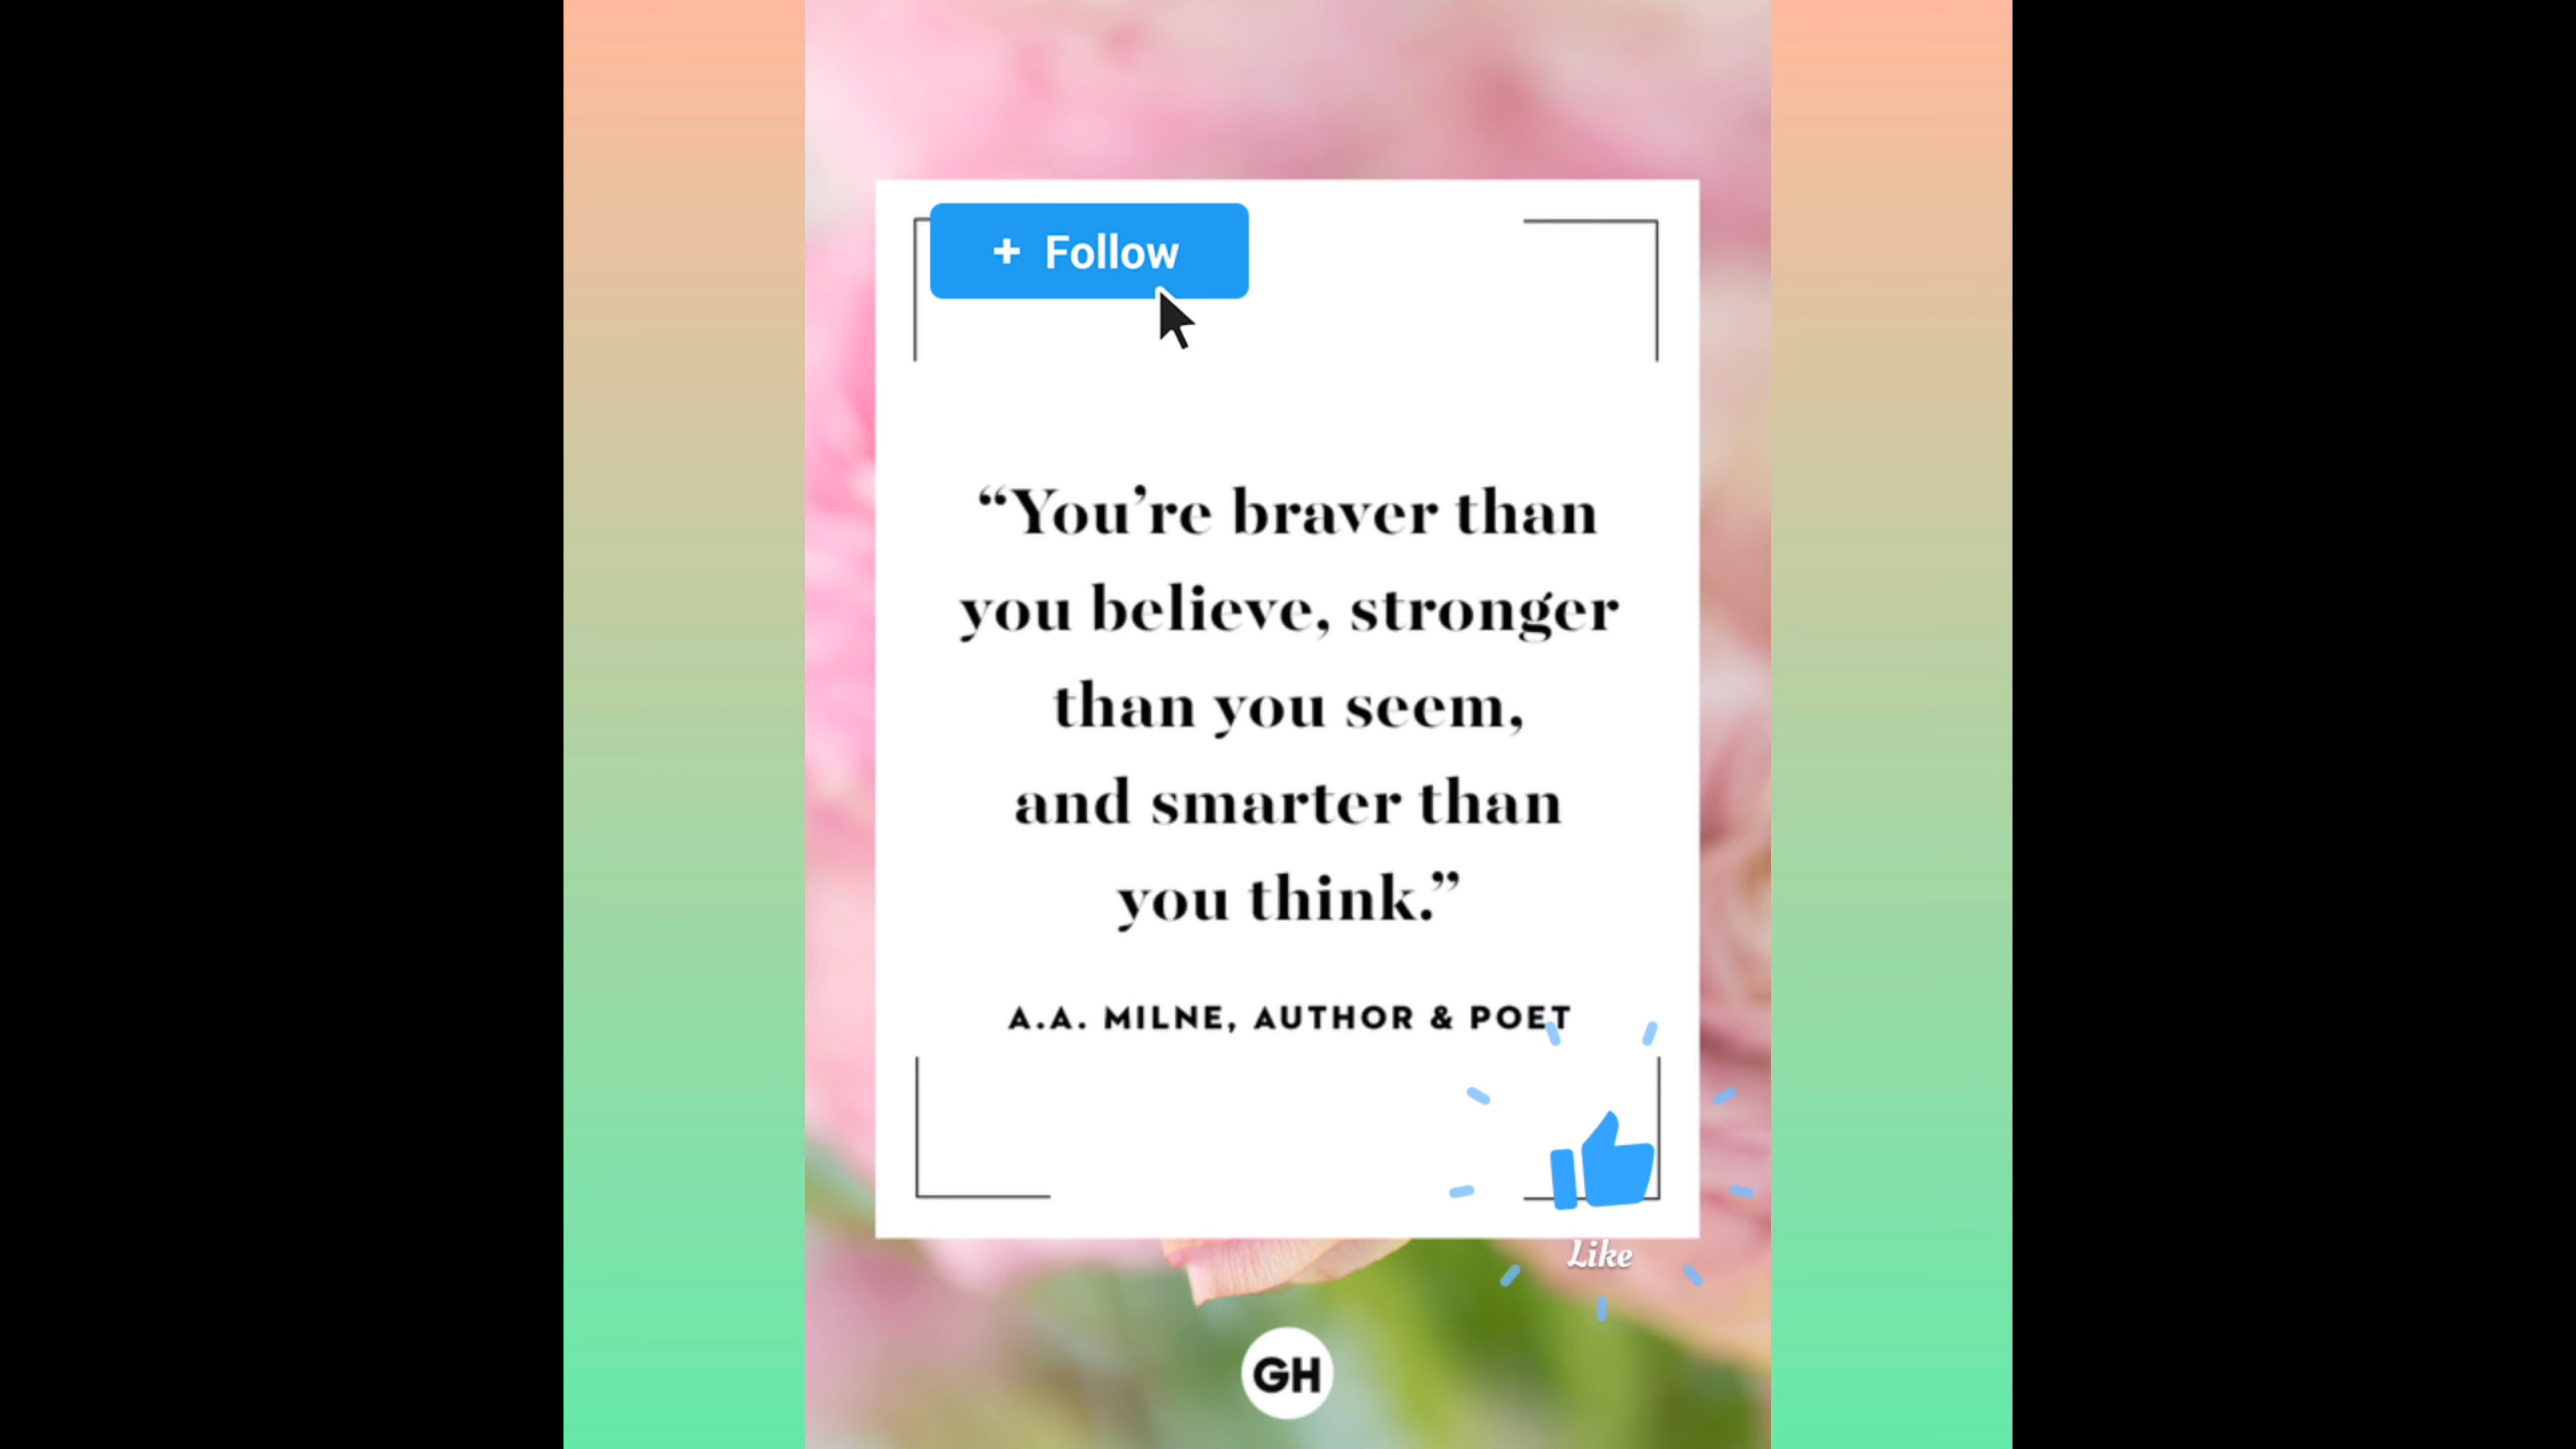 + Follow
“You’re braver than
you believe, stronger
than you seem,
and smarter than
you think.”
A.A. MILNE, AUTHOR & POET
Like
GH